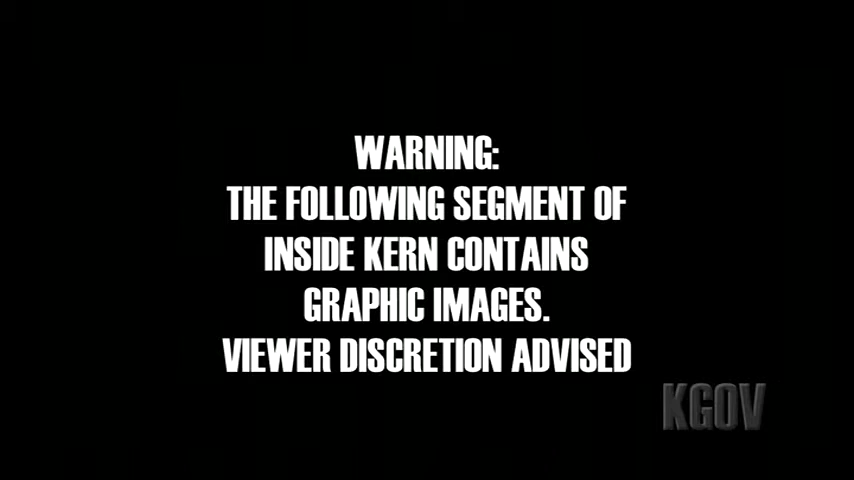 WARNING:
THE FOLLOWING SEGMENT OF
INSIDE KERN CONTAINS
GRAPHIC IMAGES.
VIEWER DISCRETION ADVISED
KGOV